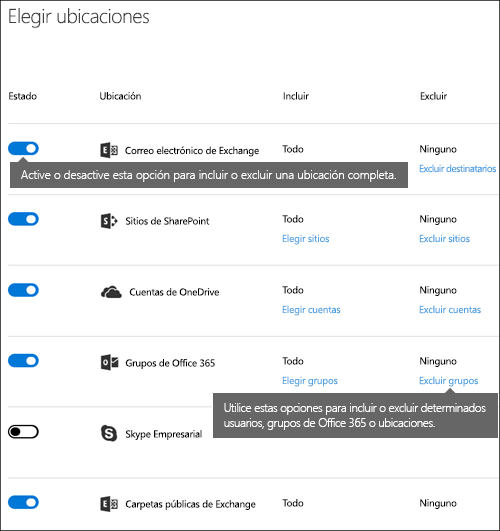 Elegir ubicaciones
Estado Ubicación Incluir Excluir
Correo electrónico de Exchange Todo Ninguno
Excluir destinatarios
Active o desactive esta opción para incluir o excluir una ubicación completa.
Sitios de SharePoint Todo Ninguno
Elegir sitios Excluir sitios
Cuentas de OneDrive Todo Ninguno
Elegir cuentas Excluir cuentas
Grupos de Office 365 Todo Ninguno
Elegir grupos Excluir grupos
Utilice estas opciones para incluir o excluir determinados
usuarios, grupos de Office 365 o ubicaciones.
Skype Empresarial
Carpetas públicas de Exchange Todo Ninguno